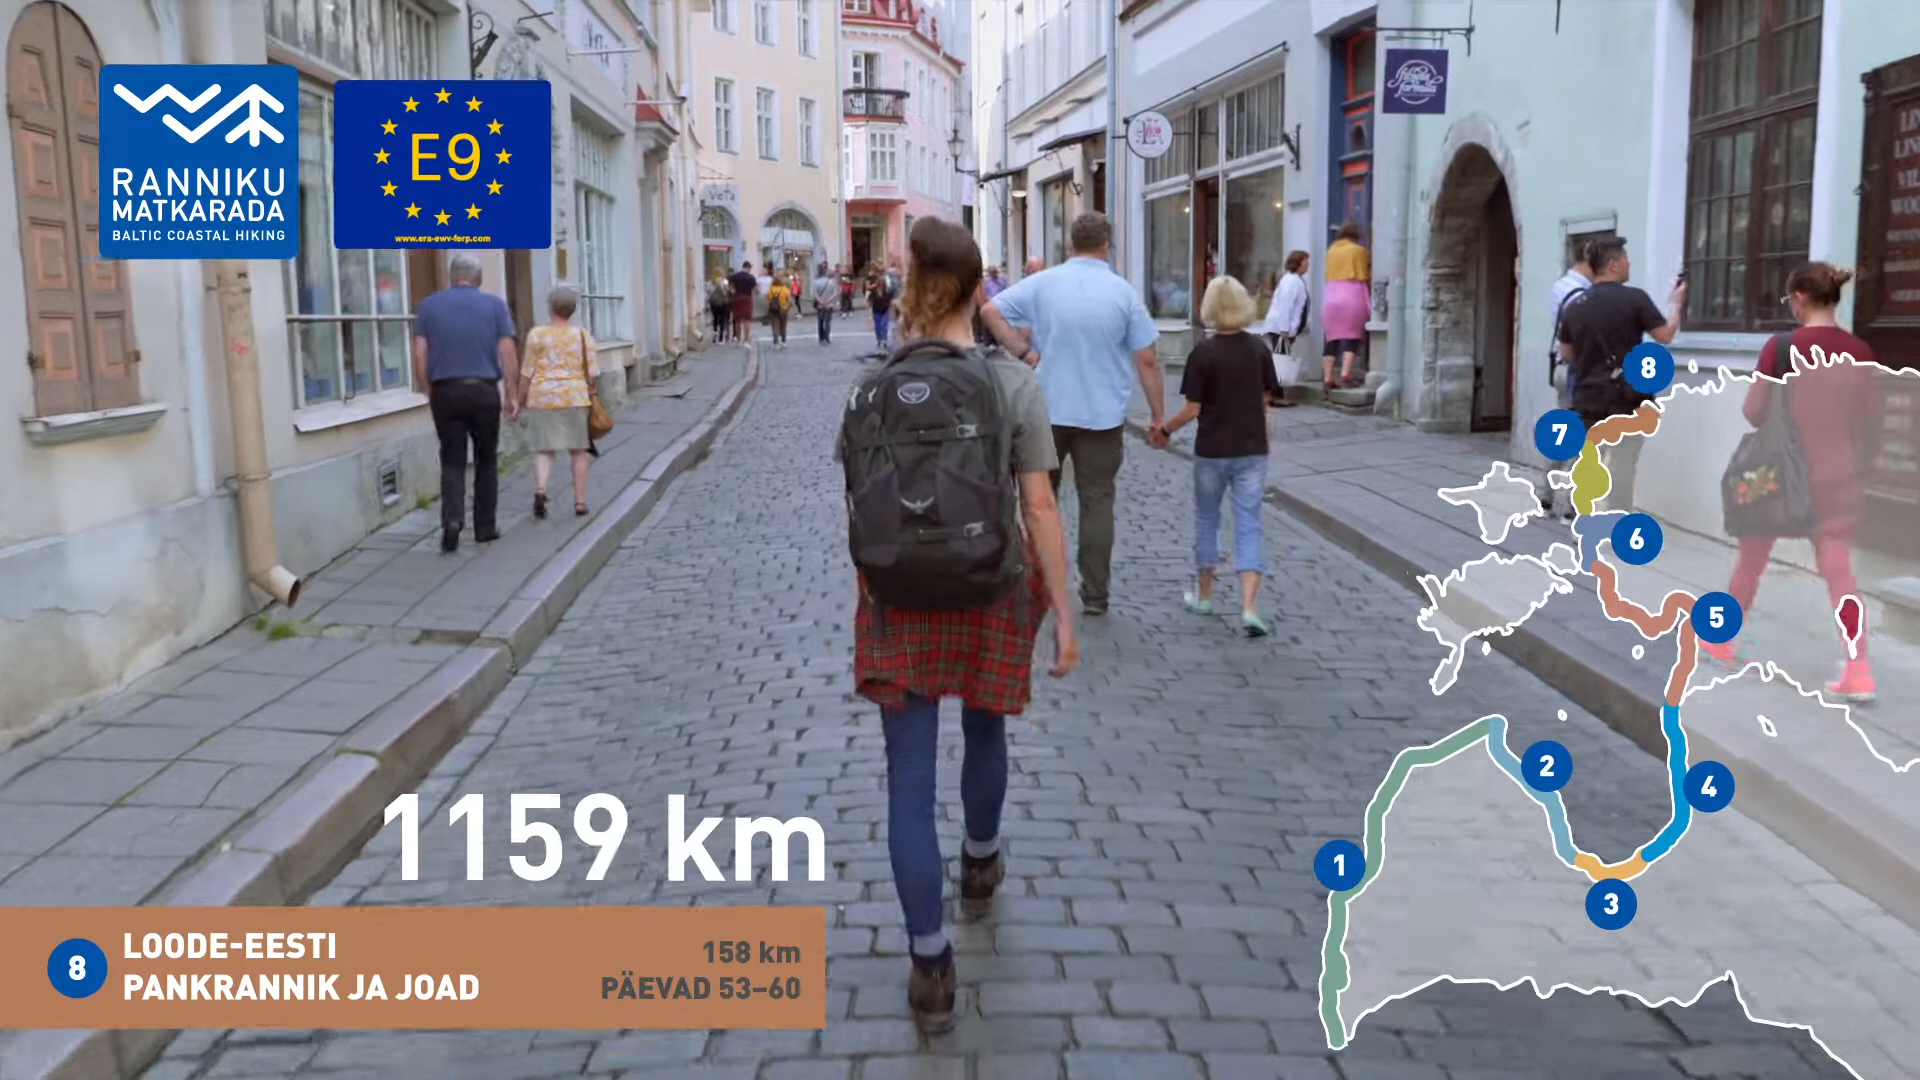 RANNIKU
MATKARADA
BALTIC COASTAL HIKING
E9
www.era-ewv-ferp.com
VeTa
8
7
6
5
2
4
1
3
1159 km
8
LOODE-EESTI
PANKRANNIK JA JOAD
158 km
PÄEVAD 53–60